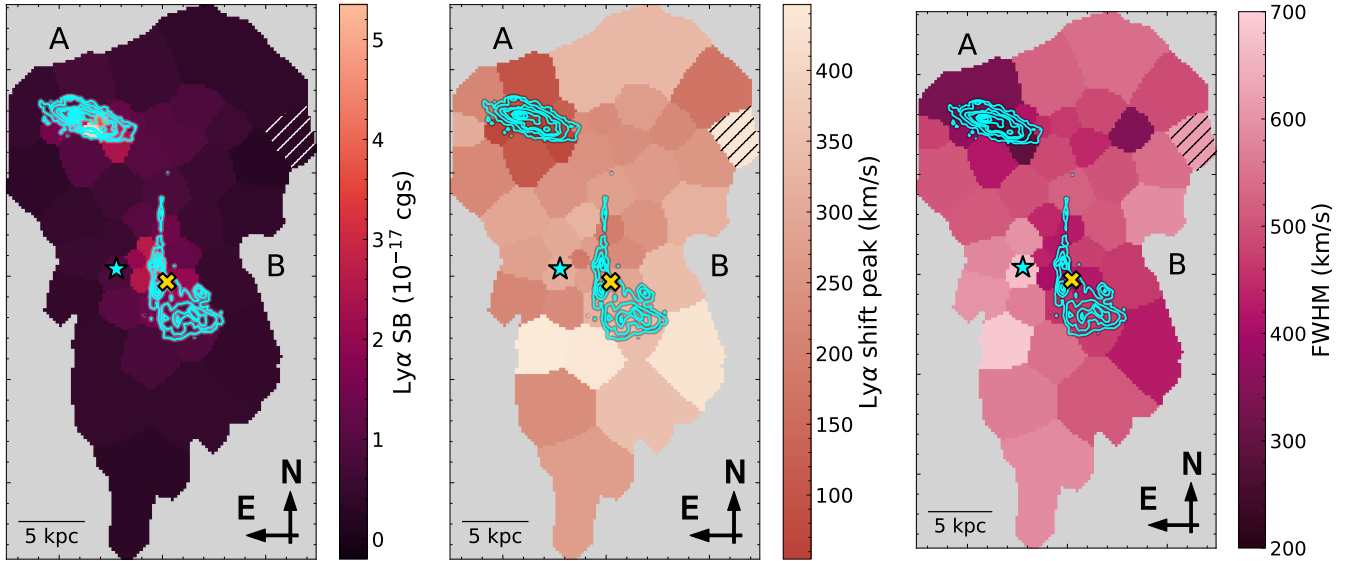 A
B
N
E
5 kpc
5
4
3
2
1
0
Lyα SB (10⁻¹⁷ cgs)
A
B
N
E
5 kpc
400
350
300
250
200
150
100
Lyα shift peak (km/s)
A
B
N
E
5 kpc
700
600
500
400
300
200
FWHM (km/s)